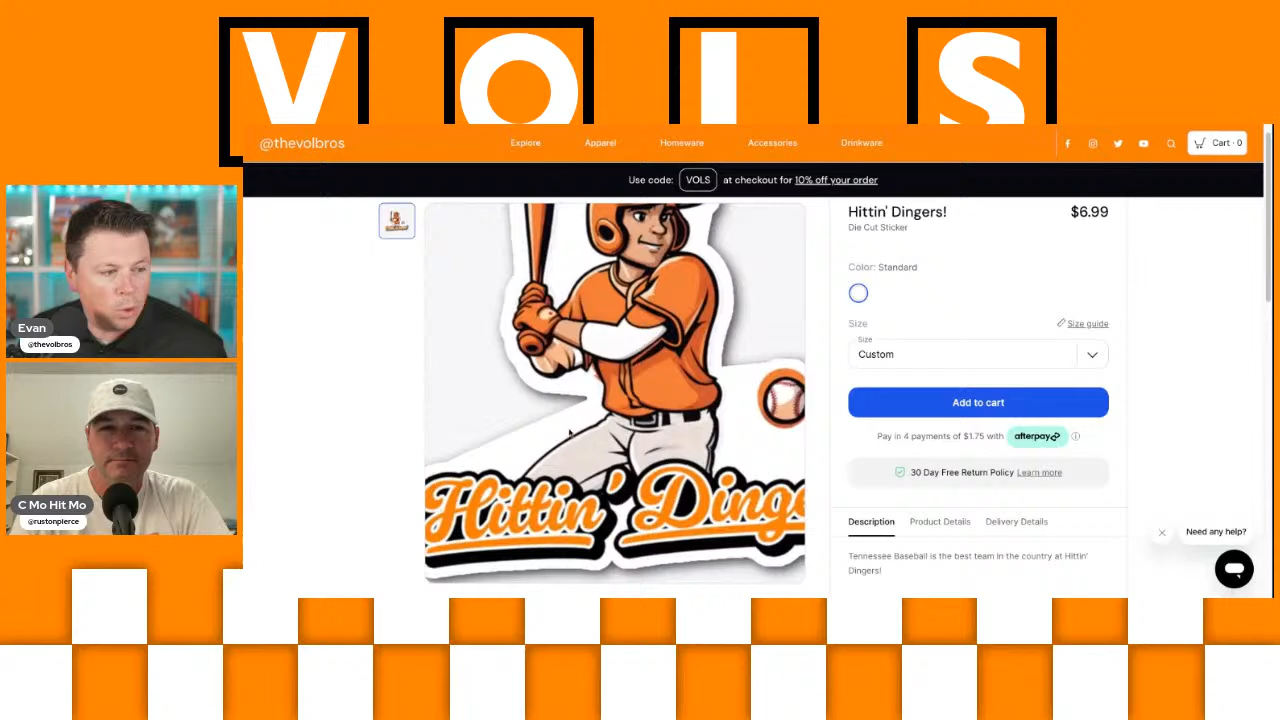 VOLS
@thevolbros
Explore
Apparel
Homeware
Accessories
Drinkware
Cart · 0
Use code: VOLS at checkout for 10% off your order
Hittin' Dingers!
$6.99
Die Cut Sticker
Color: Standard
Size
Size guide
Size
Custom
Add to cart
Pay in 4 payments of $1.75 with afterpay
30 Day Free Return Policy Learn more
Description
Product Details
Delivery Details
Tennessee Baseball is the best team in the country at Hittin'
Dingers!
Need any help?
Hittin' Dinge
Evan
@thevolbros
C Mo Hit Mo
@rustonpierce